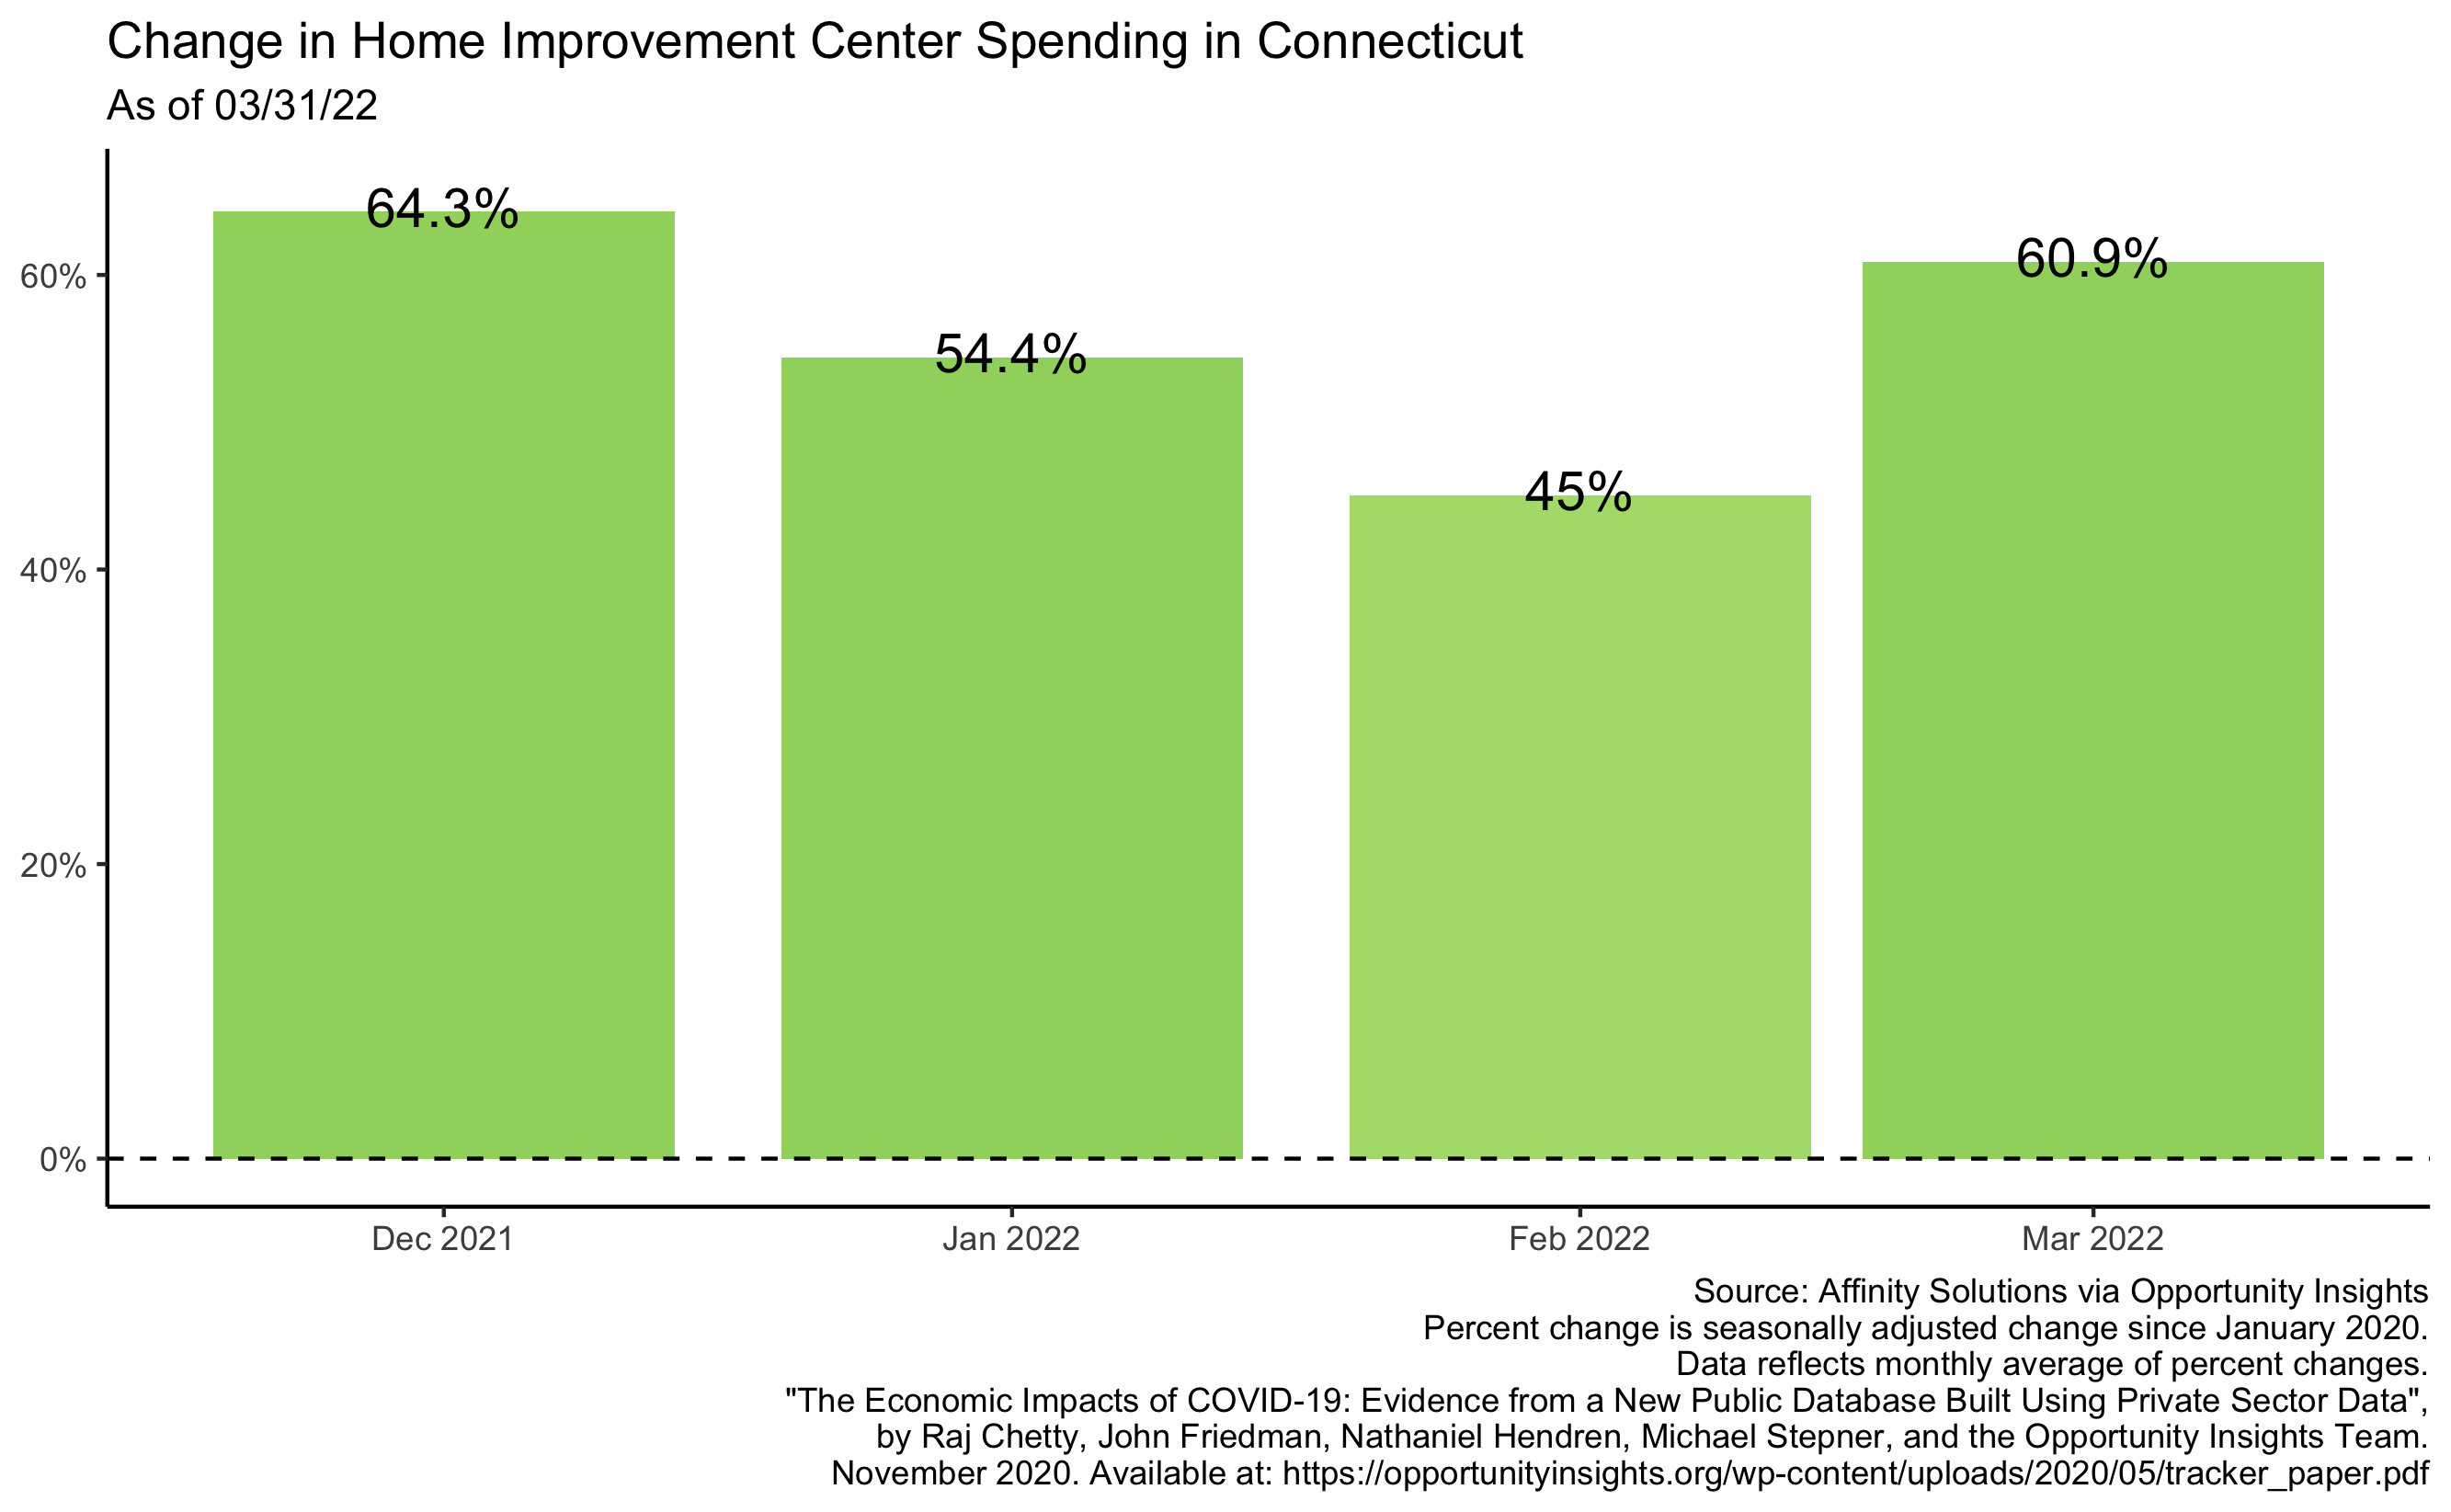 Change in Home Improvement Center Spending in Connecticut
As of 03/31/22
64.3%
60.9%
60%
54.4%
45%
40%
20%
0%
Dec 2021 Jan 2022 Feb 2022 Mar 2022
Source: Affinity Solutions via Opportunity Insights
Percent change is seasonally adjusted change since January 2020.
Data reflects monthly average of percent changes.
"The Economic Impacts of COVID-19: Evidence from a New Public Database Built Using Private Sector Data",
by Raj Chetty, John Friedman, Nathaniel Hendren, Michael Stepner, and the Opportunity Insights Team.
November 2020. Available at: https://opportunityinsights.org/wp-content/uploads/2020/05/tracker_paper.pdf